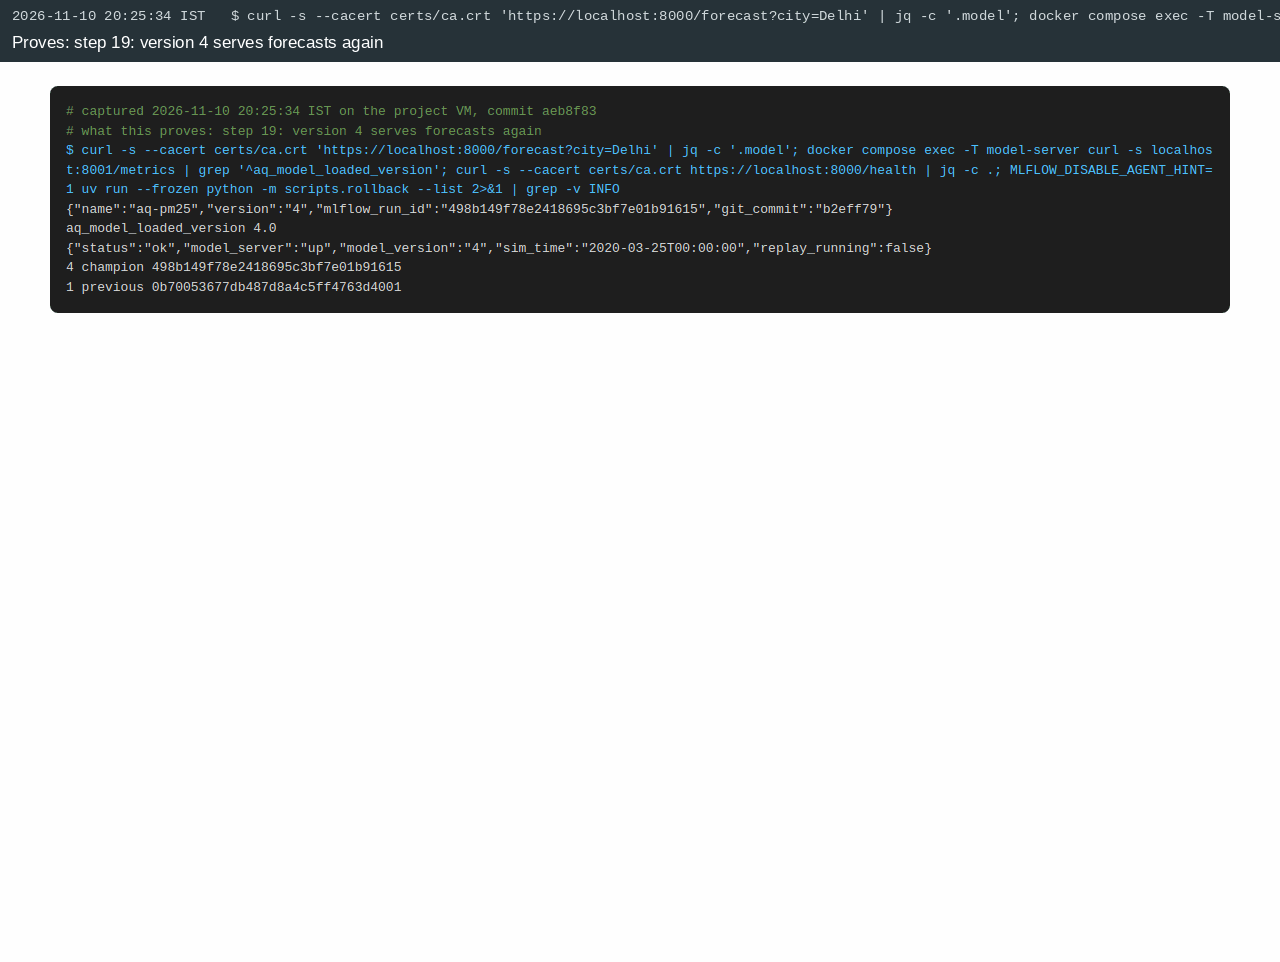 2026-11-10 20:25:34 IST   $ curl -s --cacert certs/ca.crt 'https://localhost:8000/forecast?city=Delhi' | jq -c '.model'; docker compose exec -T model-s
Proves: step 19: version 4 serves forecasts again
# captured 2026-11-10 20:25:34 IST on the project VM, commit aeb8f83
# what this proves: step 19: version 4 serves forecasts again
$ curl -s --cacert certs/ca.crt 'https://localhost:8000/forecast?city=Delhi' | jq -c '.model'; docker compose exec -T model-server curl -s localhos
t:8001/metrics | grep '^aq_model_loaded_version'; curl -s --cacert certs/ca.crt https://localhost:8000/health | jq -c .; MLFLOW_DISABLE_AGENT_HINT=
1 uv run --frozen python -m scripts.rollback --list 2>&1 | grep -v INFO
{"name":"aq-pm25","version":"4","mlflow_run_id":"498b149f78e2418695c3bf7e01b91615","git_commit":"b2eff79"}
aq_model_loaded_version 4.0
{"status":"ok","model_server":"up","model_version":"4","sim_time":"2020-03-25T00:00:00","replay_running":false}
4 champion 498b149f78e2418695c3bf7e01b91615
1 previous 0b70053677db487d8a4c5ff4763d4001